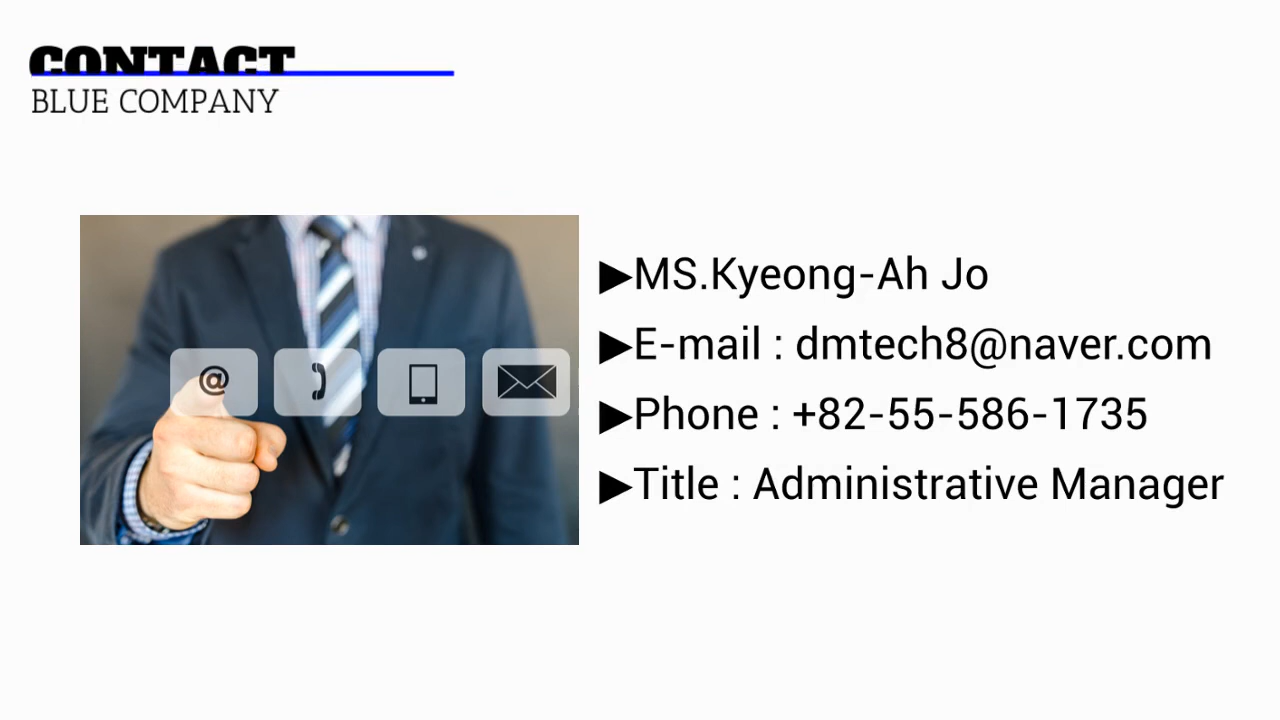 CONTACT
BLUE COMPANY
▶MS.Kyeong-Ah Jo
▶E-mail : dmtech8@naver.com
▶Phone : +82-55-586-1735
▶Title : Administrative Manager
@